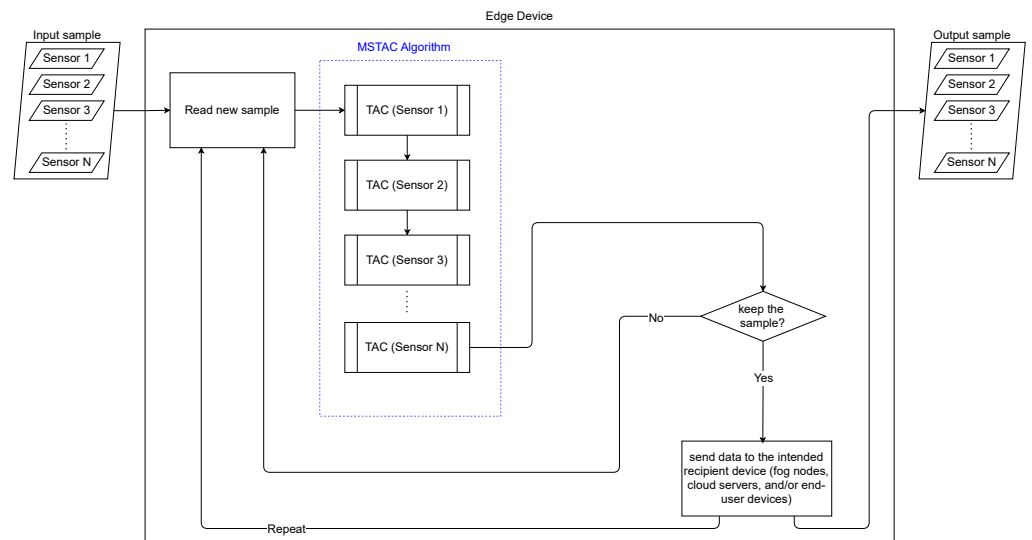 Edge Device
Input sample
Sensor 1
Sensor 2
Sensor 3
Sensor N
MSTAC Algorithm
Read new sample
TAC (Sensor 1)
TAC (Sensor 2)
TAC (Sensor 3)
TAC (Sensor N)
keep the
sample?
No
Yes
send data to the intended
recipient device (fog nodes,
cloud servers, and/or end-
user devices)
Repeat
Output sample
Sensor 1
Sensor 2
Sensor 3
Sensor N